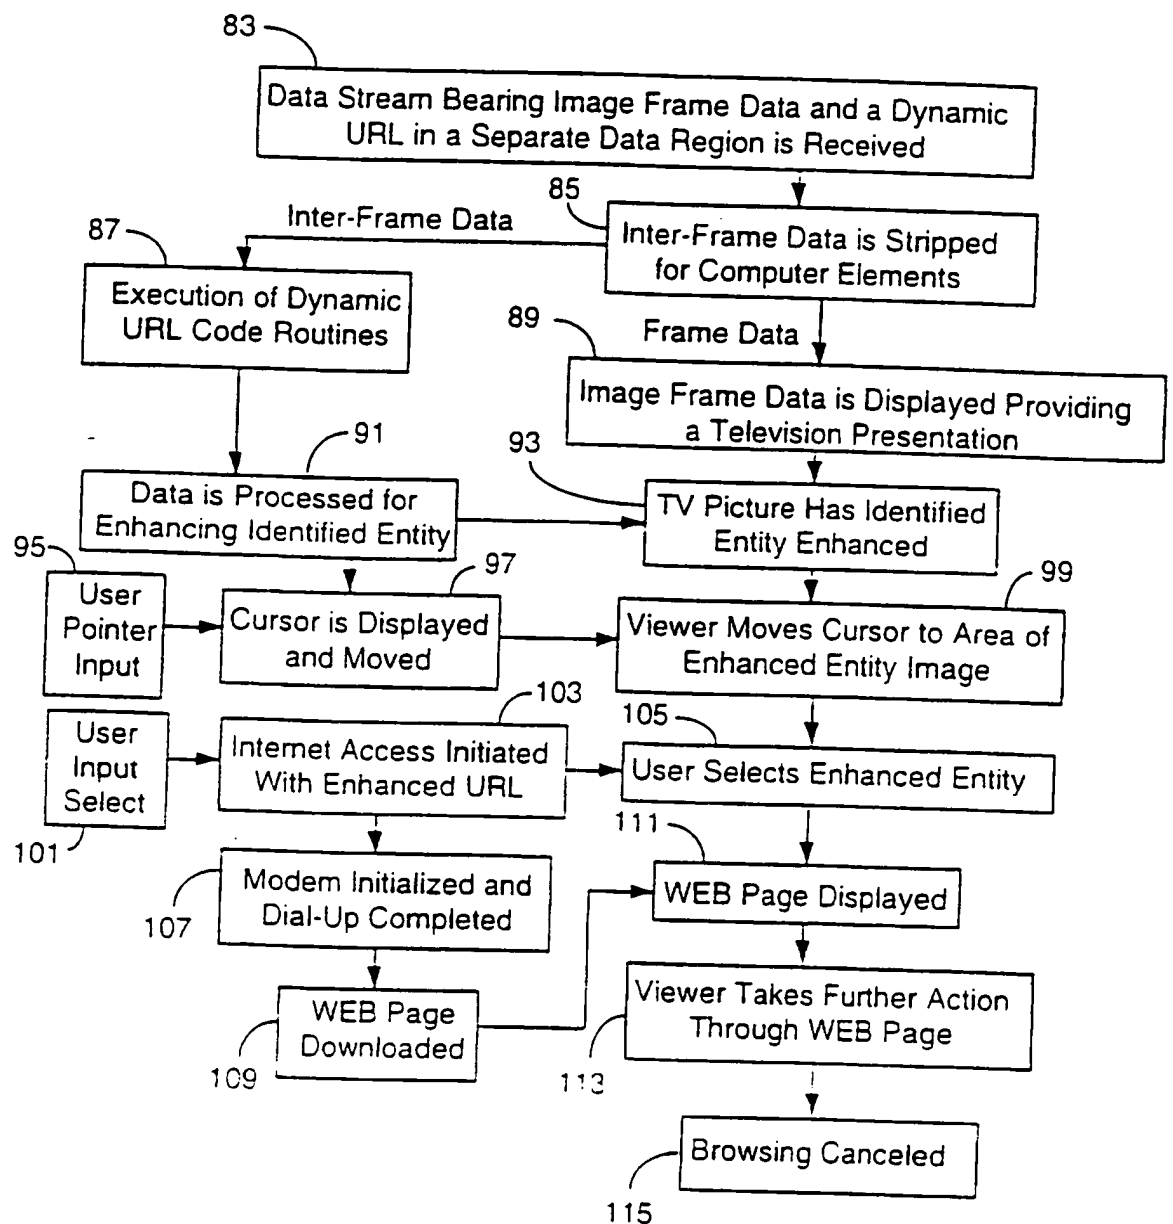 83
Data Stream Bearing Image Frame Data and a Dynamic
URL in a Separate Data Region is Received
85
Inter-Frame Data
87
Inter-Frame Data is Stripped
for Computer Elements
Execution of Dynamic
URL Code Routines
89
Frame Data
Image Frame Data is Displayed Providing
a Television Presentation
91
93
Data is Processed for
Enhancing Identified Entity
TV Picture Has Identified
Entity Enhanced
95
97
99
User
Pointer
Input
Cursor is Displayed
and Moved
Viewer Moves Cursor to Area of
Enhanced Entity Image
103
105
User
Input
Select
Internet Access Initiated
With Enhanced URL
User Selects Enhanced Entity
101
111
Modem Initialized and
Dial-Up Completed
107
WEB Page Displayed
WEB Page
Downloaded
109
Viewer Takes Further Action
Through WEB Page
113
Browsing Canceled
115